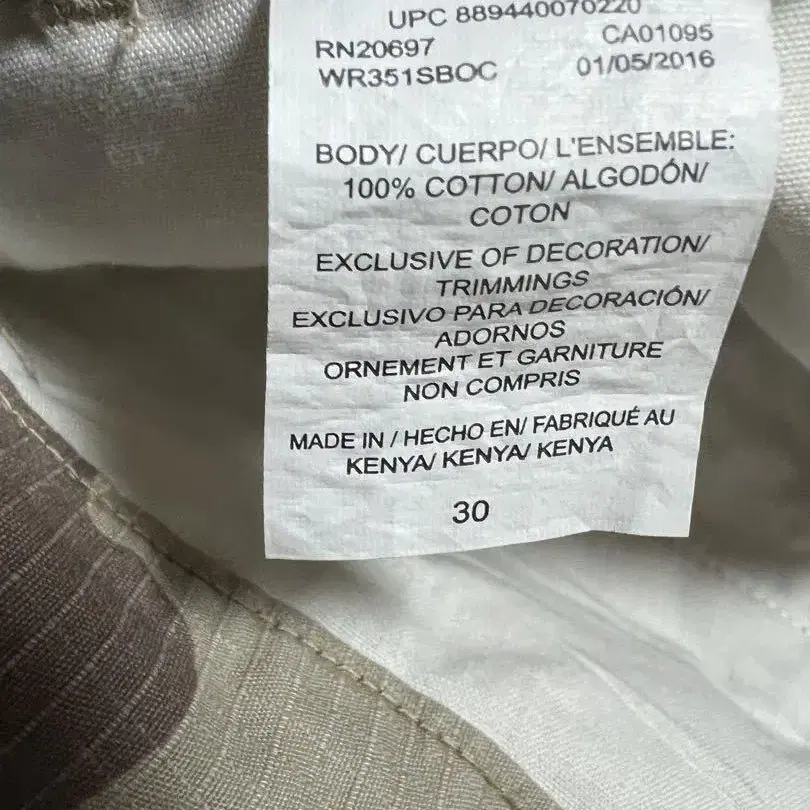 UPC 889440070220
RN20697 CA01095
WR351SBOC 01/05/2016
BODY/ CUERPO/ L'ENSEMBLE:
100% COTTON/ ALGODÓN/
COTON
EXCLUSIVE OF DECORATION/
TRIMMINGS
EXCLUSIVO PARA DECORACIÓN/
ADORNOS
ORNEMENT ET GARNITURE
NON COMPRIS
MADE IN / HECHO EN/ FABRIQUÉ AU
KENYA/ KENYA/ KENYA
30